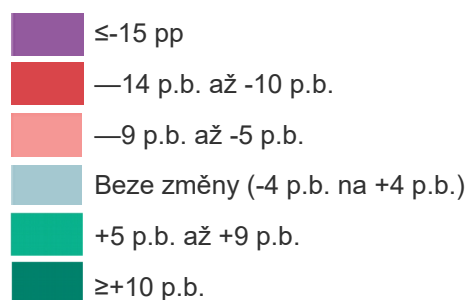 ≤-15 pp
—14 p.b. až -10 p.b.
—9 p.b. až -5 p.b.
Beze změny (-4 p.b. na +4 p.b.)
+5 p.b. až +9 p.b.
≥+10 p.b.